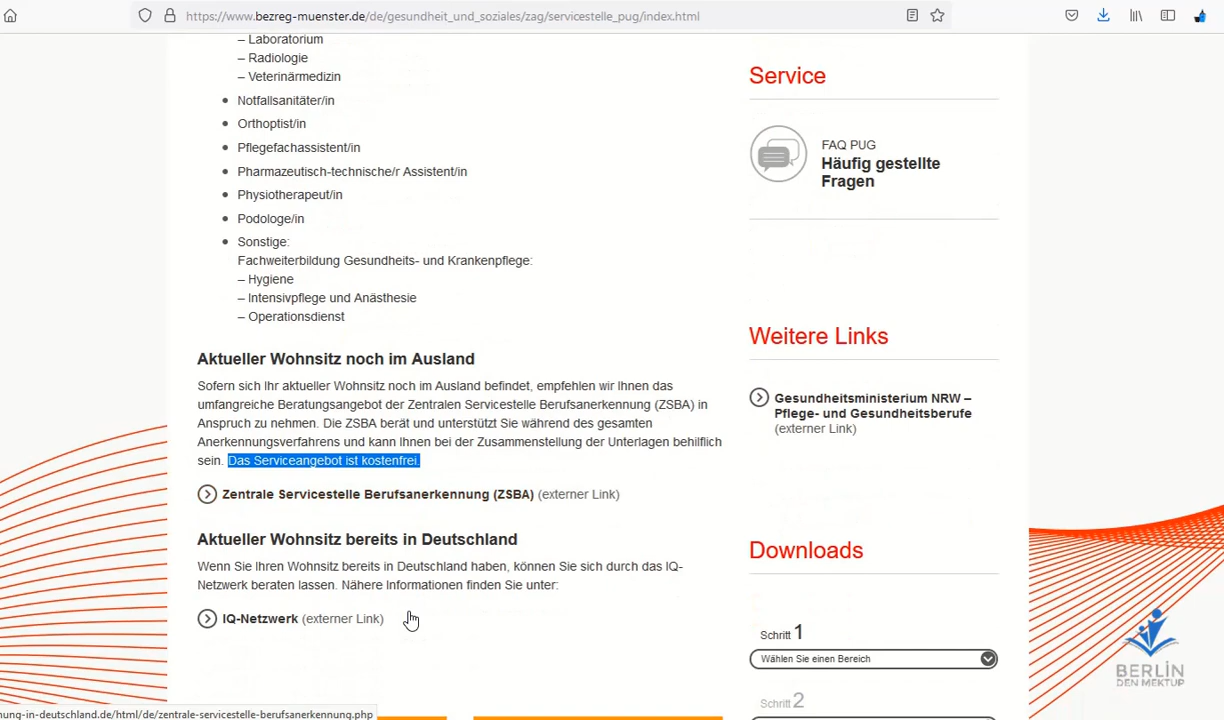 https://www.bezreg-muenster.de/de/gesundheit_und_soziales/zag/servicestelle_pug/index.html
– Laboratorium
– Radiologie
– Veterinärmedizin
Notfallsanitäter/in
Orthoptist/in
Pflegefachassistent/in
Pharmazeutisch-technische/r Assistent/in
Physiotherapeut/in
Podologe/in
Sonstige:
Fachweiterbildung Gesundheits- und Krankenpflege:
– Hygiene
– Intensivpflege und Anästhesie
– Operationsdienst
Aktueller Wohnsitz noch im Ausland
Sofern sich Ihr aktueller Wohnsitz noch im Ausland befindet, empfehlen wir Ihnen das
umfangreiche Beratungsangebot der Zentralen Servicestelle Berufsanerkennung (ZSBA) in
Anspruch zu nehmen. Die ZSBA berät und unterstützt Sie während des gesamten
Anerkennungsverfahrens und kann Ihnen bei der Zusammenstellung der Unterlagen behilflich
sein. Das Serviceangebot ist kostenfrei.
Zentrale Servicestelle Berufsanerkennung (ZSBA) (externer Link)
Aktueller Wohnsitz bereits in Deutschland
Wenn Sie Ihren Wohnsitz bereits in Deutschland haben, können Sie sich durch das IQ-
Netzwerk beraten lassen. Nähere Informationen finden Sie unter:
IQ-Netzwerk (externer Link)
Service
FAQ PUG
Häufig gestellte
Fragen
Weitere Links
Gesundheitsministerium NRW –
Pflege- und Gesundheitsberufe
(externer Link)
Downloads
Schritt 1
Wählen Sie einen Bereich
Schritt 2
BERLİN
DEN MEKTUP
nung-in-deutschland.de/html/de/zentrale-servicestelle-berufsanerkennung.php